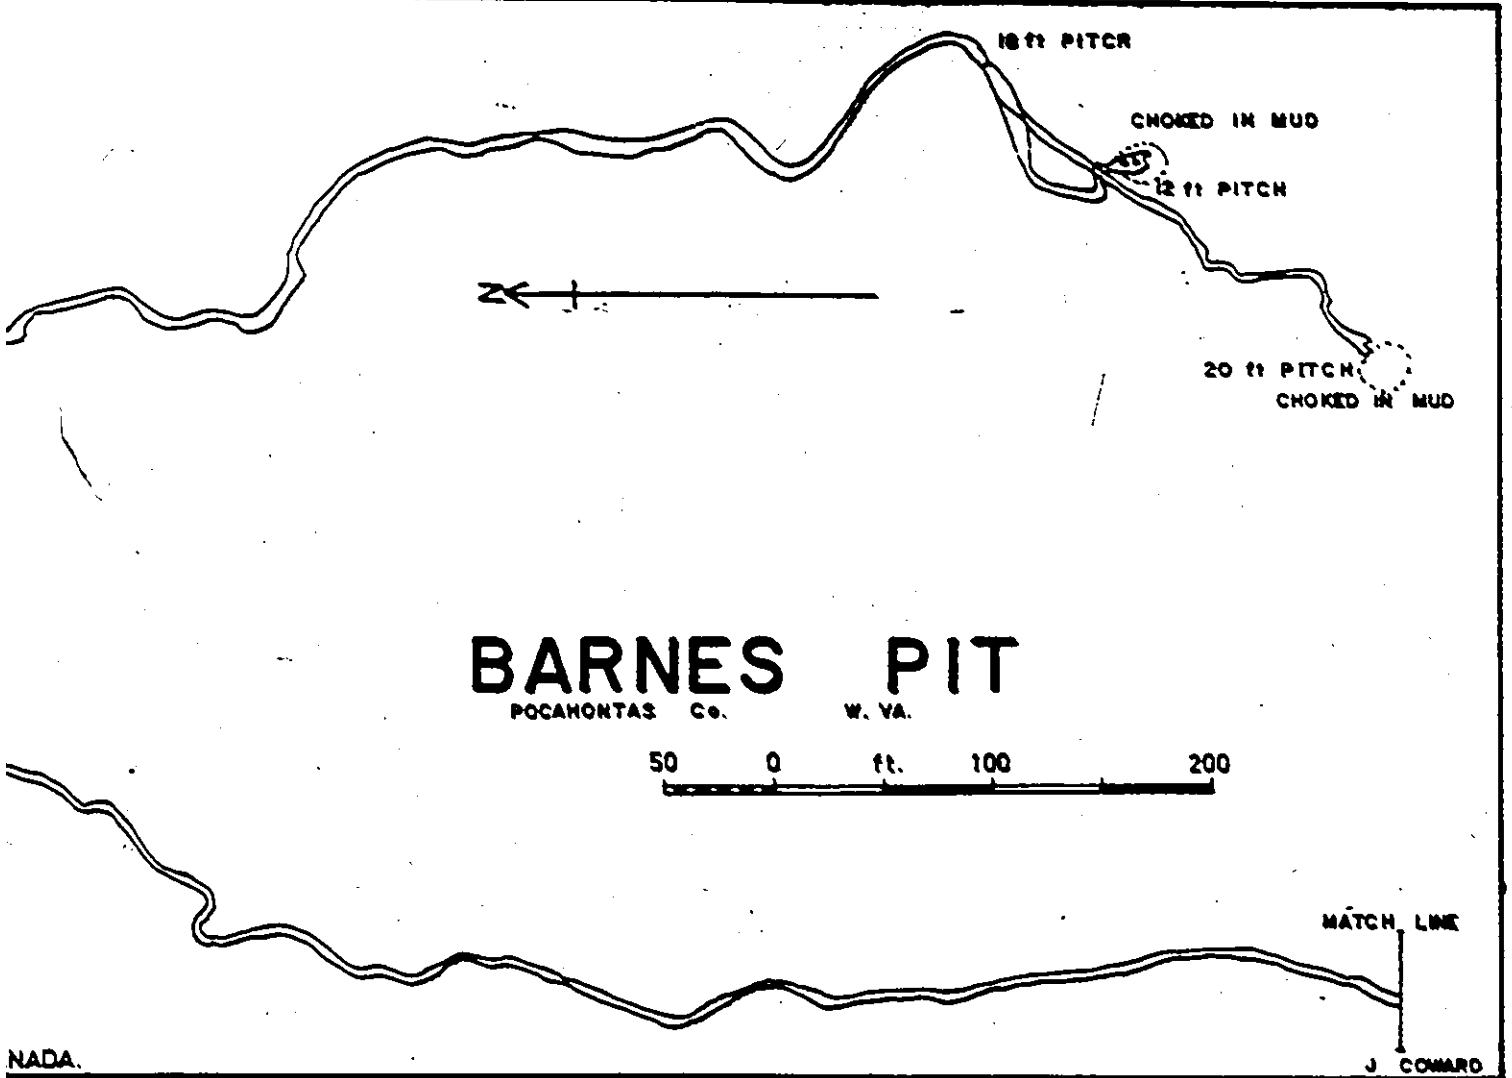 18 ft PITCR
CHOKED IN MUD
12 ft PITCH
N
20 ft PITCH
CHOKED IN MUD
BARNES PIT
POCAHONTAS Co. W. VA.
50 0 ft. 100 200
MATCH LINE
NADA.
J COWARD